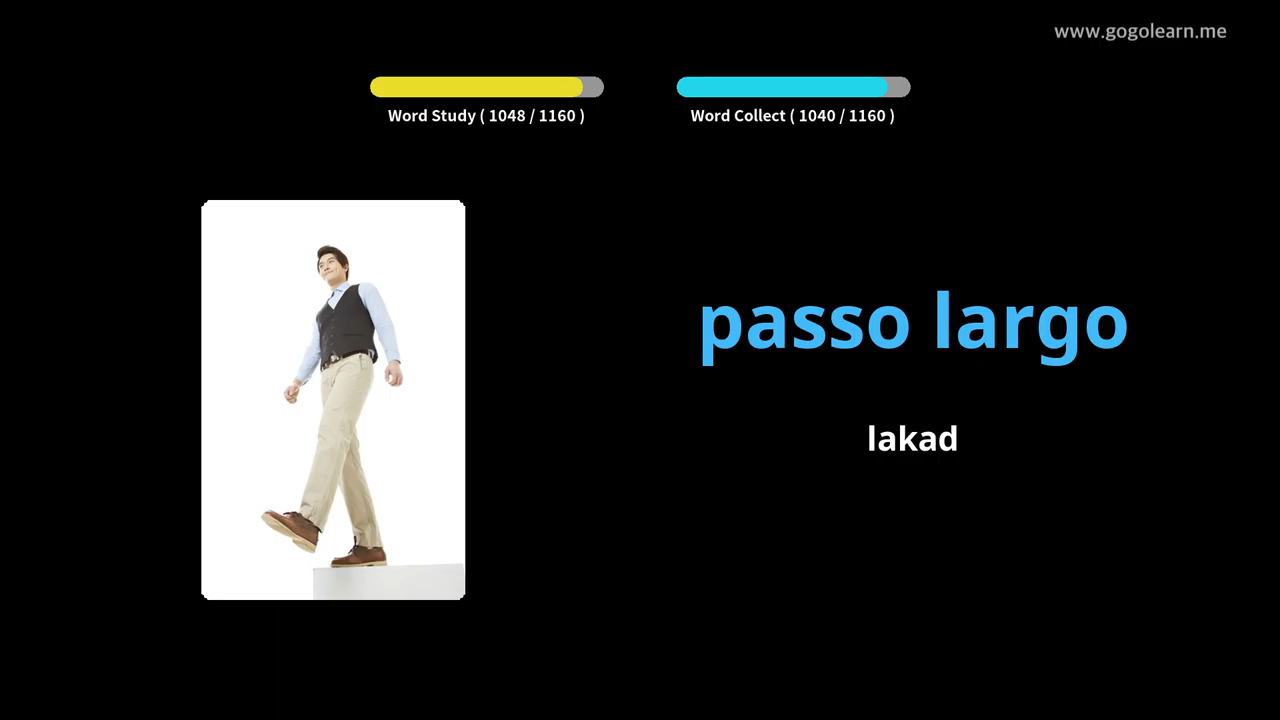 www.gogolearn.me
Word Study ( 1048 / 1160 )
Word Collect ( 1040 / 1160 )
passo largo
lakad